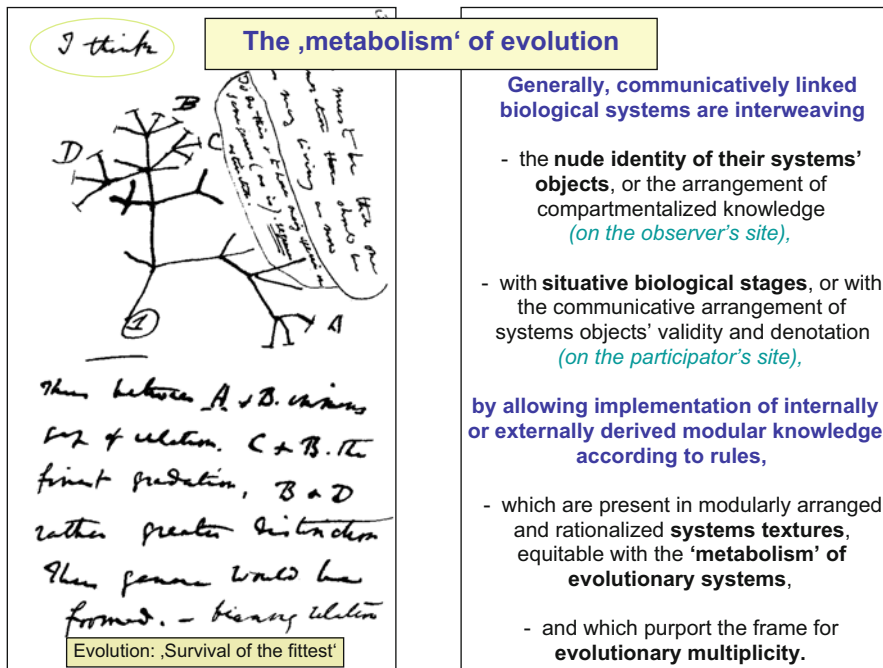 The ‚metabolism‘ of evolution
I think
B
D
C
A
1
must be
Thus between A & B. immens
gap of relation. C & B. the
finest gradation, B & D
rather greater distinction
Thus genera would be
formed. – bearing relation
Evolution: ‚Survival of the fittest‘
Generally, communicatively linked
biological systems are interweaving
- the nude identity of their systems’
objects, or the arrangement of
compartmentalized knowledge
(on the observer’s site),
- with situative biological stages, or with
the communicative arrangement of
systems objects’ validity and denotation
(on the participator’s site),
by allowing implementation of internally
or externally derived modular knowledge
according to rules,
- which are present in modularly arranged
and rationalized systems textures,
equitable with the ‘metabolism’ of
evolutionary systems,
- and which purport the frame for
evolutionary multiplicity.